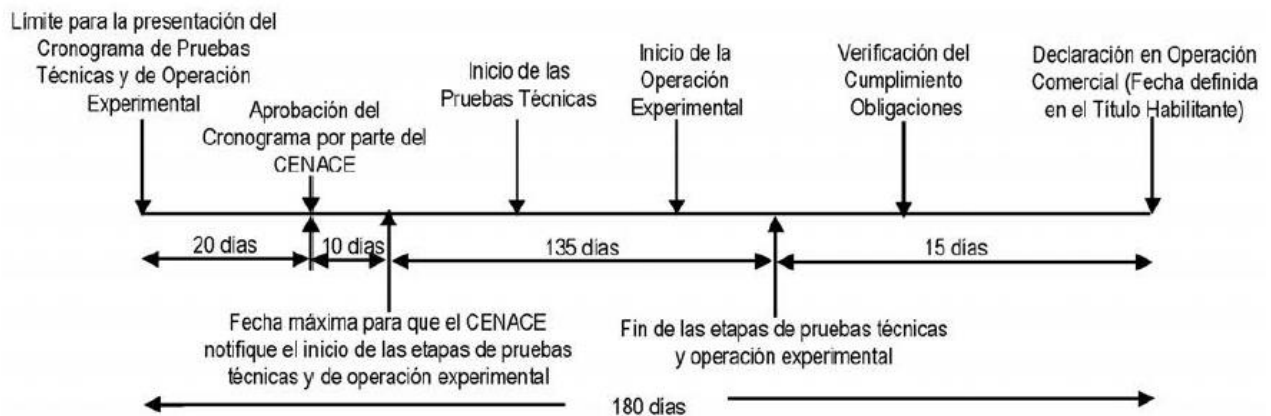 Límite para la presentación del
Cronograma de Pruebas
Técnicas y de Operación
Experimental
Aprobación del
Cronograma por parte del
CENACE
Inicio de las
Pruebas Técnicas
Inicio de la
Operación
Experimental
Verificación del
Cumplimiento
Obligaciones
Declaración en Operación
Comercial (Fecha definida
en el Título Habilitante)
20 días
10 días
135 días
15 días
Fecha máxima para que el CENACE
notifique el inicio de las etapas de pruebas
técnicas y de operación experimental
Fin de las etapas de pruebas técnicas
y operación experimental
180 días